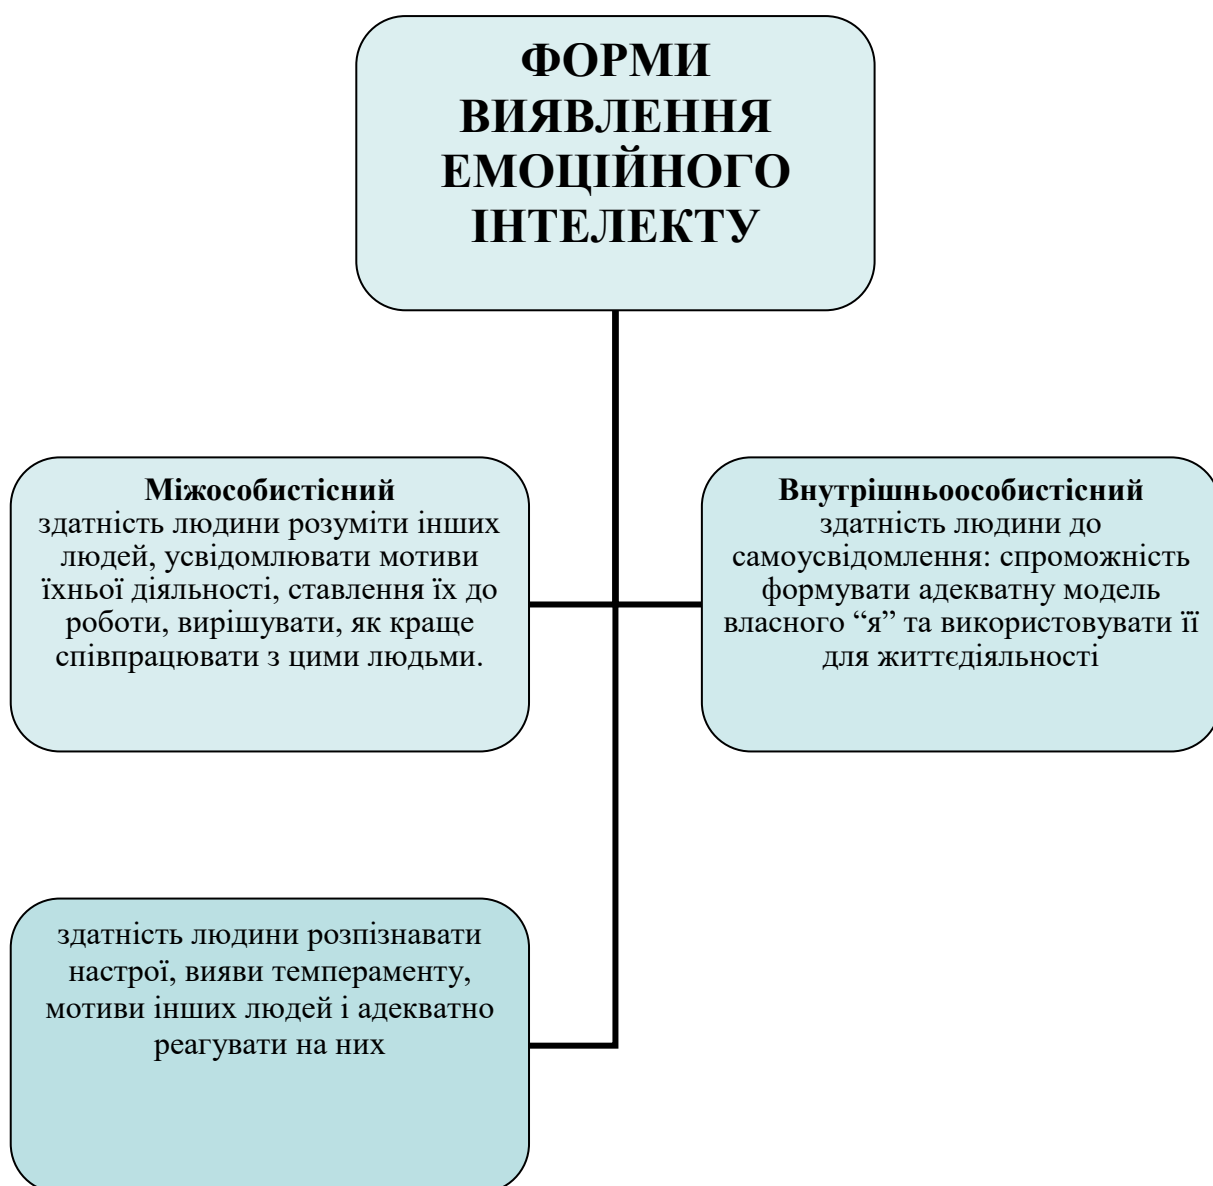 ФОРМИ
ВИЯВЛЕННЯ
ЕМОЦІЙНОГО
ІНТЕЛЕКТУ
Міжособистісний
здатність людини розуміти інших
людей, усвідомлювати мотиви
їхньої діяльності, ставлення їх до
роботи, вирішувати, як краще
співпрацювати з цими людьми.
Внутрішньоособистісний
здатність людини до
самоусвідомлення: спроможність
формувати адекватну модель
власного “я” та використовувати її
для життєдіяльності
здатність людини розпізнавати
настрої, вияви темпераменту,
мотиви інших людей і адекватно
реагувати на них